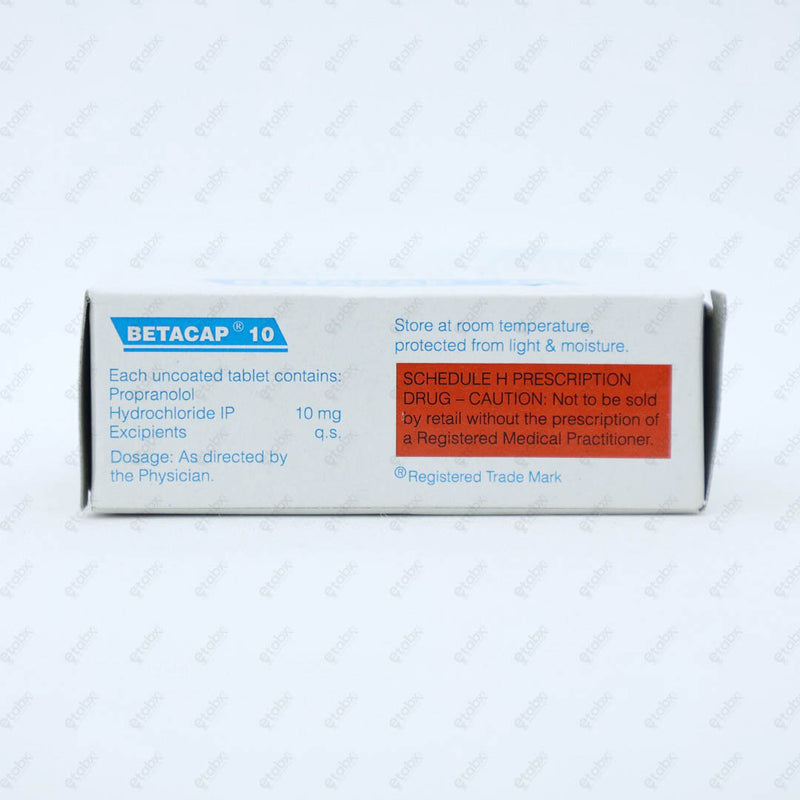 BETACAP ® 10
Each uncoated tablet contains:
Propranolol
Hydrochloride IP 10 mg
Excipients q.s.
Dosage: As directed by
the Physician.
Store at room temperature,
protected from light & moisture.
SCHEDULE H PRESCRIPTION
DRUG – CAUTION: Not to be sold
by retail without the prescription of
a Registered Medical Practitioner.
®Registered Trade Mark
etabx